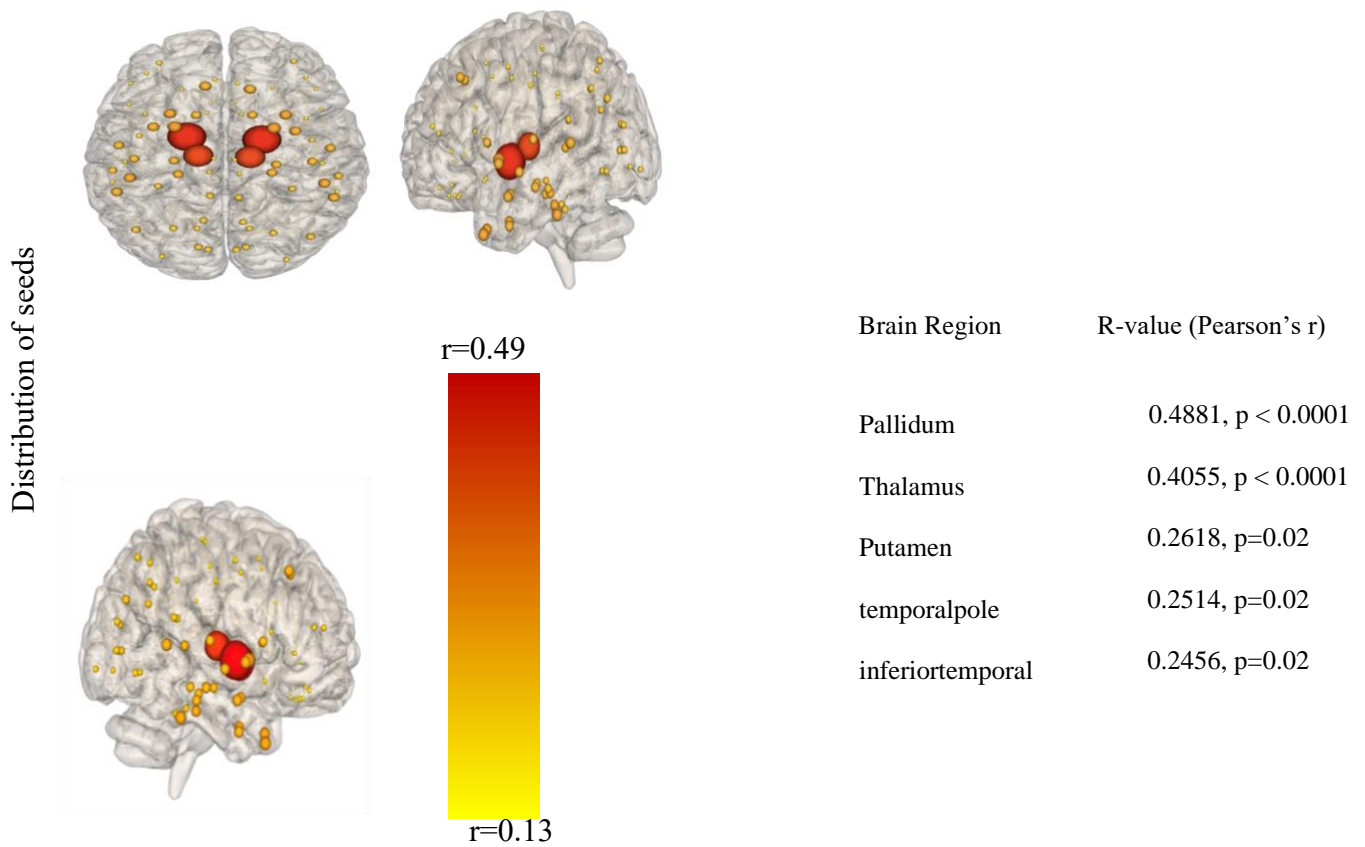 Distribution of seeds
r=0.49
r=0.13
Brain Region R-value (Pearson’s r)
Pallidum 0.4881, p < 0.0001
Thalamus 0.4055, p < 0.0001
Putamen 0.2618, p=0.02
temporalpole 0.2514, p=0.02
inferiortemporal 0.2456, p=0.02